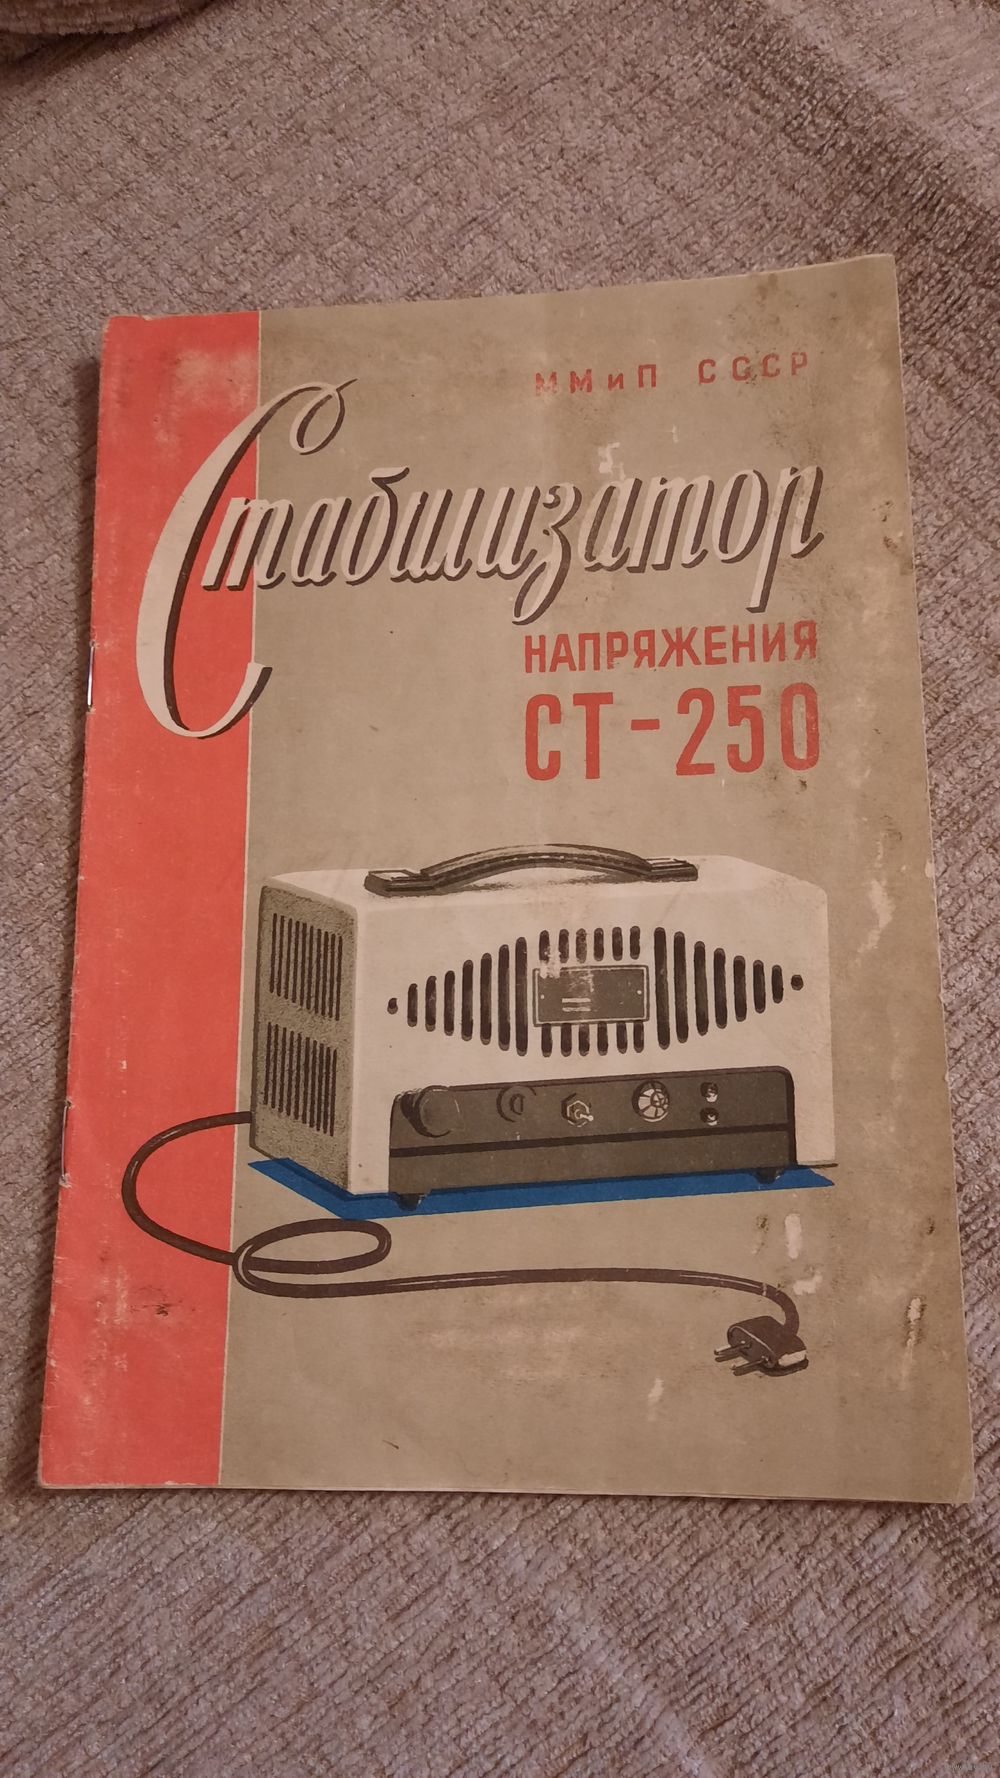 ММиП СССР
Стабилизатор
НАПРЯЖЕНИЯ
СТ-250